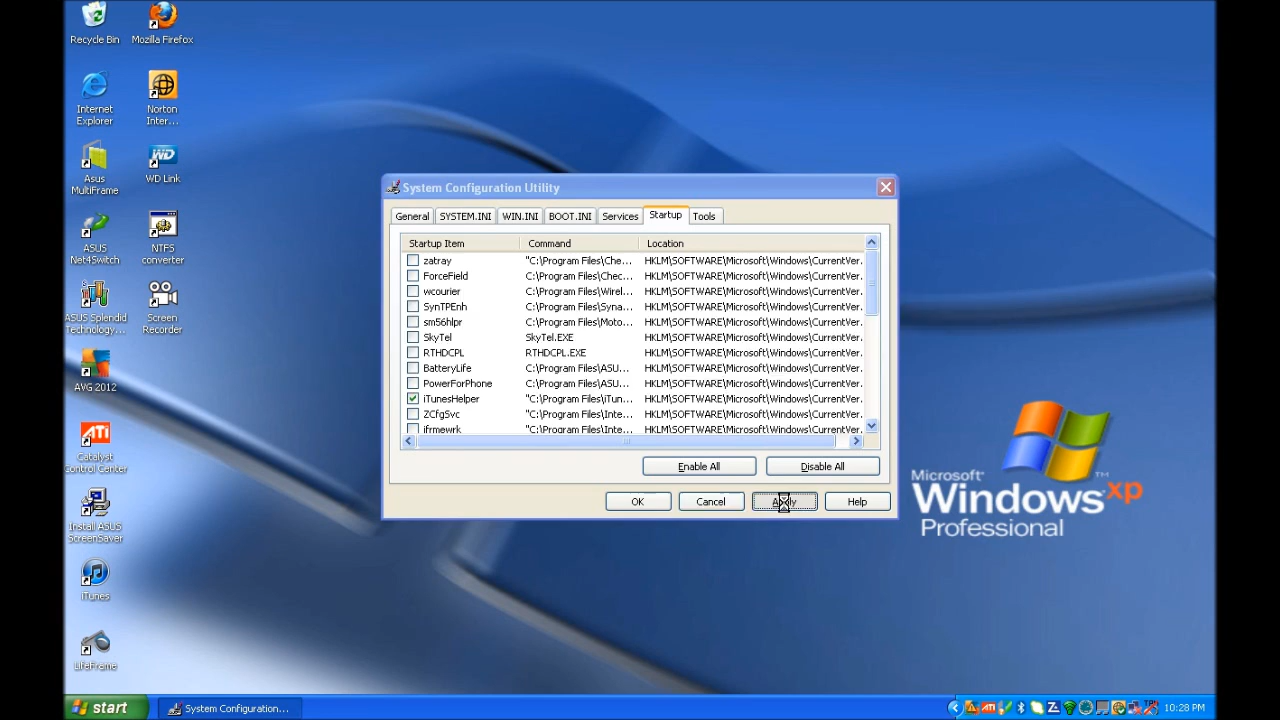 Recycle Bin
Mozilla Firefox
Internet
Explorer
Norton
Inter...
Asus
MultiFrame
WD
WD Link
ASUS
Net4Switch
NTFS
converter
ASUS Splendid
Technology...
Screen
Recorder
AVG 2012
ATI
Catalyst
Control Center
Install ASUS
ScreenSaver
iTunes
LifeFrame
System Configuration Utility
General
SYSTEM.INI
WIN.INI
BOOT.INI
Services
Startup
Tools
Startup Item Command Location
zatray "C:\Program Files\Che... HKLM\SOFTWARE\Microsoft\Windows\CurrentVer.
ForceField C:\Program Files\Chec... HKLM\SOFTWARE\Microsoft\Windows\CurrentVer.
wcourier C:\Program Files\Wirel... HKLM\SOFTWARE\Microsoft\Windows\CurrentVer.
SynTPEnh C:\Program Files\Syna... HKLM\SOFTWARE\Microsoft\Windows\CurrentVer.
sm56hlpr C:\Program Files\Moto... HKLM\SOFTWARE\Microsoft\Windows\CurrentVer.
SkyTel SkyTel.EXE HKLM\SOFTWARE\Microsoft\Windows\CurrentVer.
RTHDCPL RTHDCPL.EXE HKLM\SOFTWARE\Microsoft\Windows\CurrentVer.
BatteryLife C:\Program Files\ASU... HKLM\SOFTWARE\Microsoft\Windows\CurrentVer.
PowerForPhone C:\Program Files\ASU... HKLM\SOFTWARE\Microsoft\Windows\CurrentVer.
iTunesHelper "C:\Program Files\iTun... HKLM\SOFTWARE\Microsoft\Windows\CurrentVer.
ZCfgSvc "C:\Program Files\Inte... HKLM\SOFTWARE\Microsoft\Windows\CurrentVer.
ifrmewrk "C:\Program Files\Inte... HKLM\SOFTWARE\Microsoft\Windows\CurrentVer.
Enable All
Disable All
OK
Cancel
Apply
Help
Microsoft
Windows xp
Professional
start
System Configuration...
ATI
10:28 PM